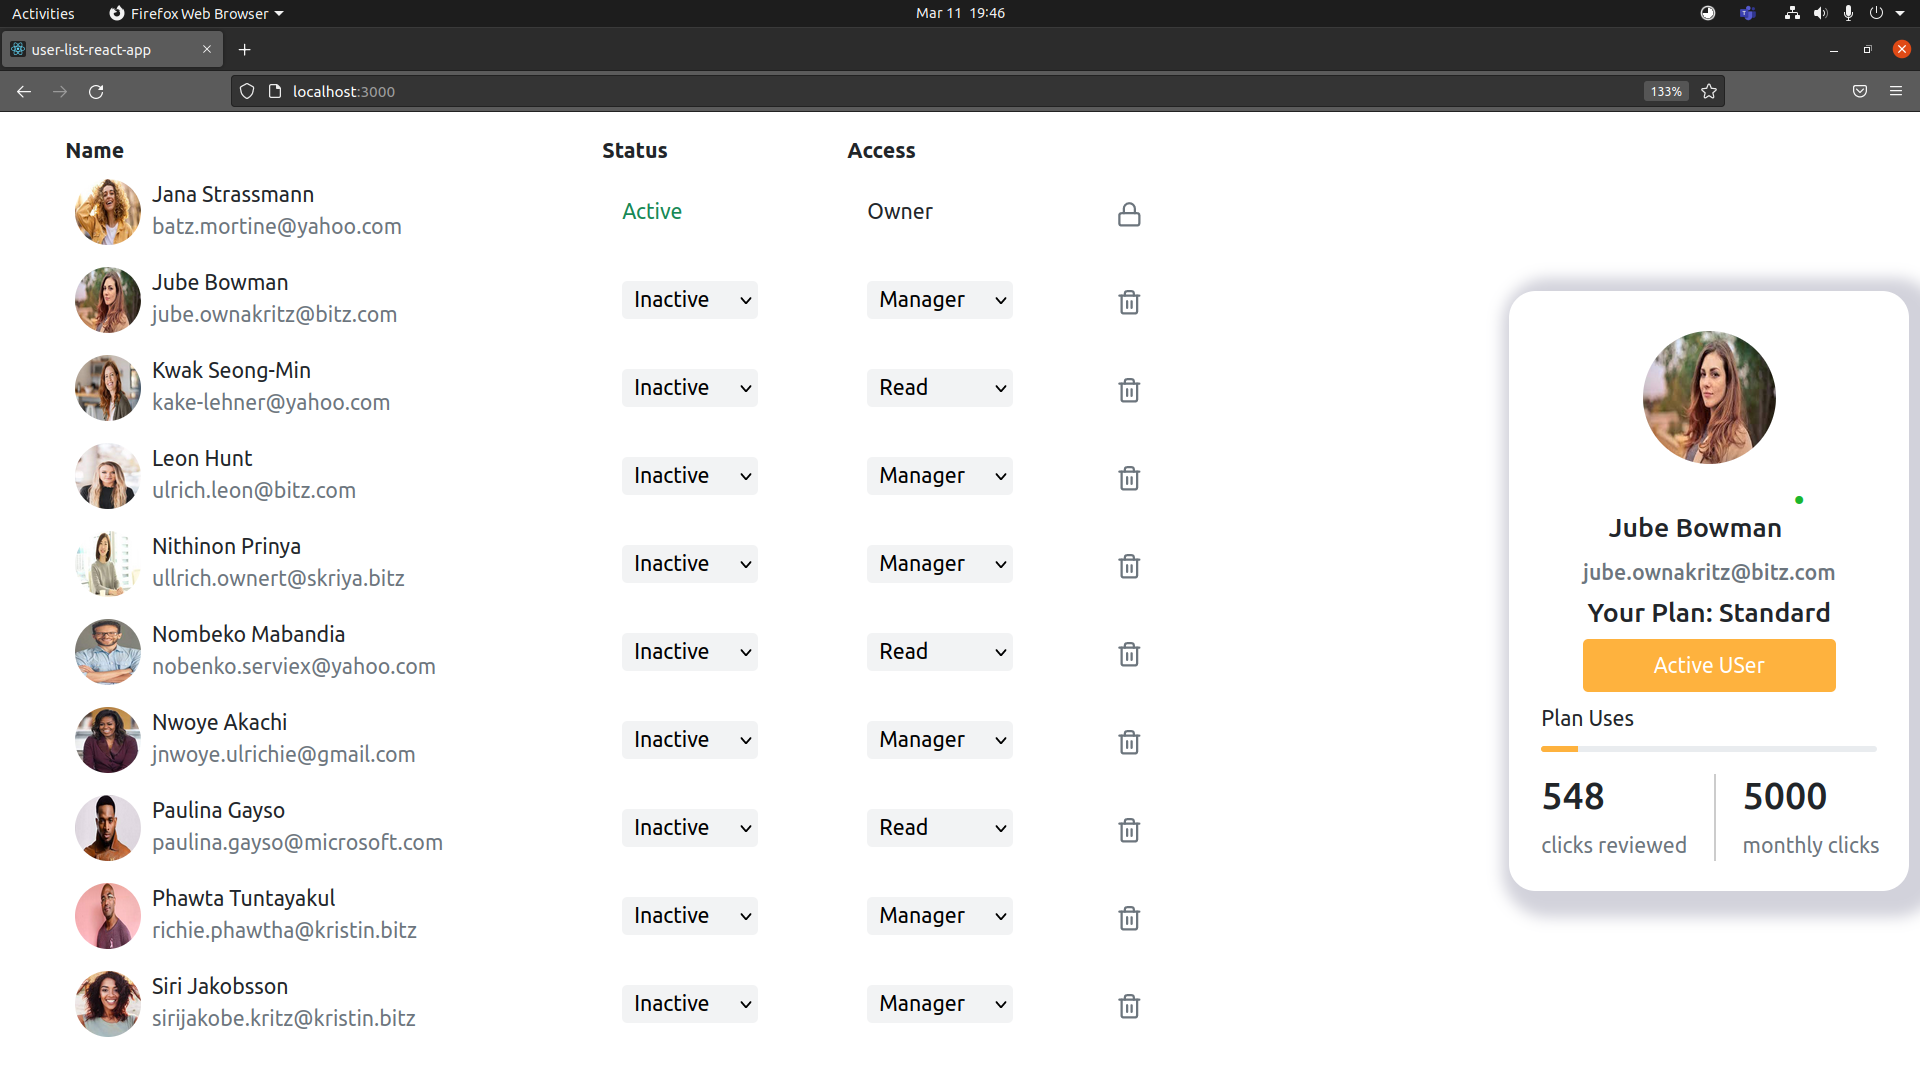 Activities
Firefox Web Browser
Mar 11 19:46
user-list-react-app
localhost:3000
133%
Name Status Access
Jana Strassmann
batz.mortine@yahoo.com
Active Owner
Jube Bowman
jube.ownakritz@bitz.com
Inactive Manager
Kwak Seong-Min
kake-lehner@yahoo.com
Inactive Read
Leon Hunt
ulrich.leon@bitz.com
Inactive Manager
Nithinon Prinya
ullrich.ownert@skriya.bitz
Inactive Manager
Nombeko Mabandia
nobenko.serviex@yahoo.com
Inactive Read
Nwoye Akachi
jnwoye.ulrichie@gmail.com
Inactive Manager
Paulina Gayso
paulina.gayso@microsoft.com
Inactive Read
Phawta Tuntayakul
richie.phawtha@kristin.bitz
Inactive Manager
Siri Jakobsson
sirijakobe.kritz@kristin.bitz
Inactive Manager
Jube Bowman
jube.ownakritz@bitz.com
Your Plan: Standard
Active USer
Plan Uses
548 5000
clicks reviewed monthly clicks